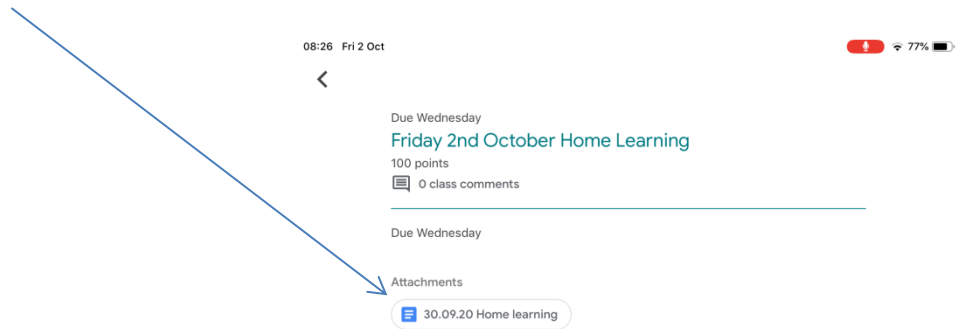 08:26 Fri 2 Oct
77%
Due Wednesday
Friday 2nd October Home Learning
100 points
0 class comments
Due Wednesday
Attachments
30.09.20 Home learning